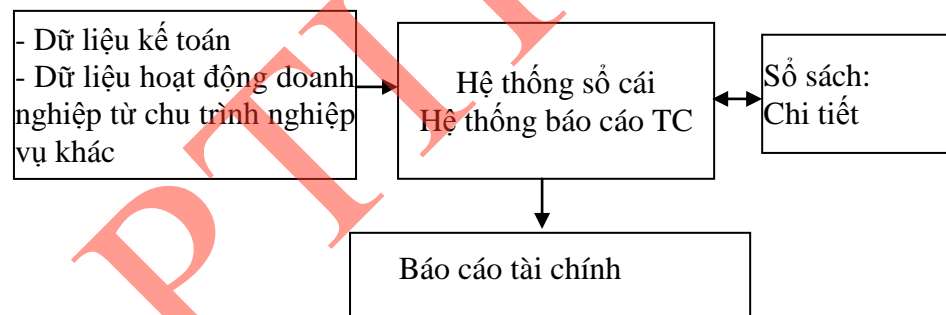 - Dữ liệu kế toán
- Dữ liệu hoạt động doanh
nghiệp từ chu trình nghiệp
vụ khác
Hệ thống sổ cái
Hệ thống báo cáo TC
Sổ sách:
Chi tiết
Báo cáo tài chính
PTIT